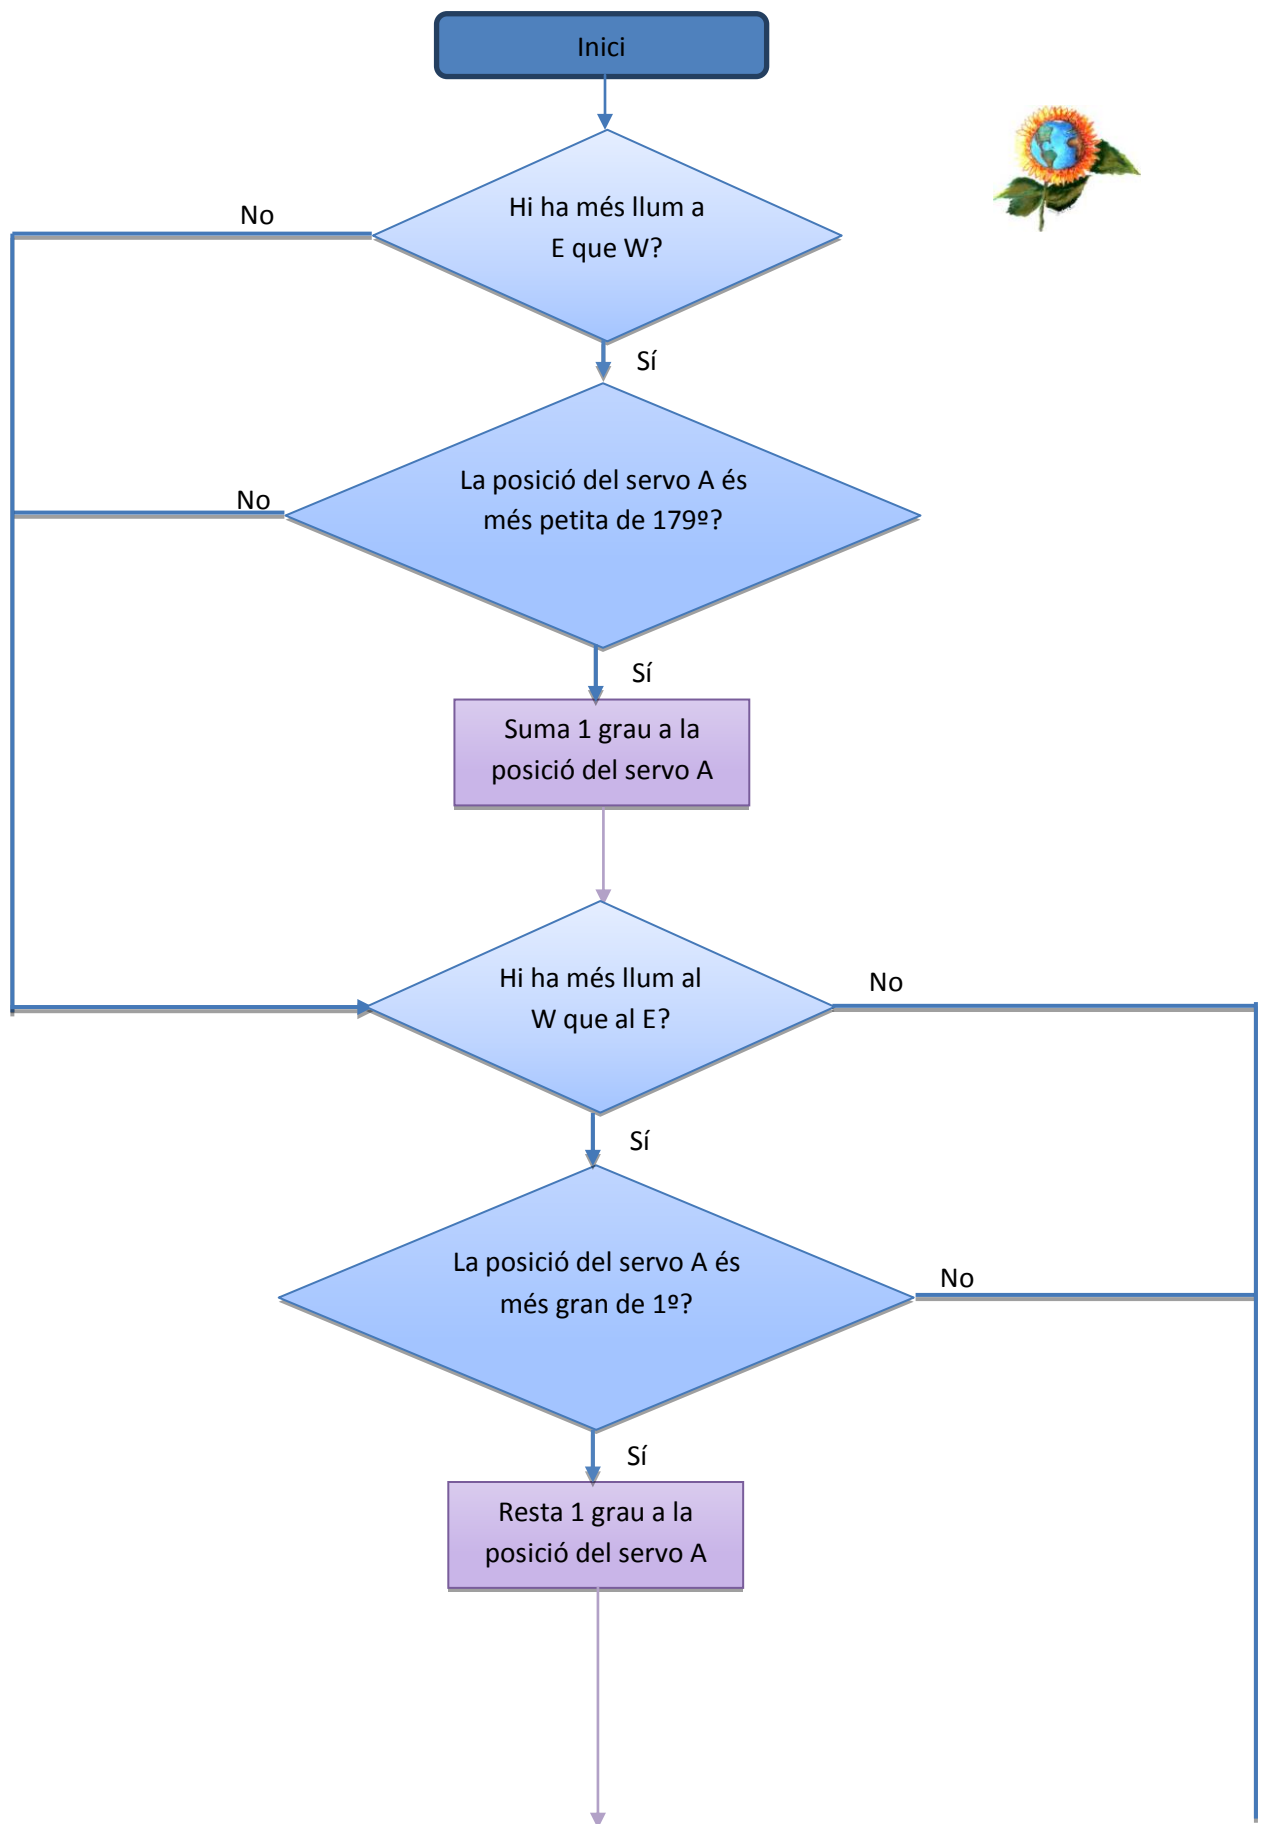 Inici
Hi ha més llum a
E que W?
No
Sí
La posició del servo A és
més petita de 179º?
No
Sí
Suma 1 grau a la
posició del servo A
Hi ha més llum al
W que al E?
No
Sí
La posició del servo A és
més gran de 1º?
No
Sí
Resta 1 grau a la
posició del servo A